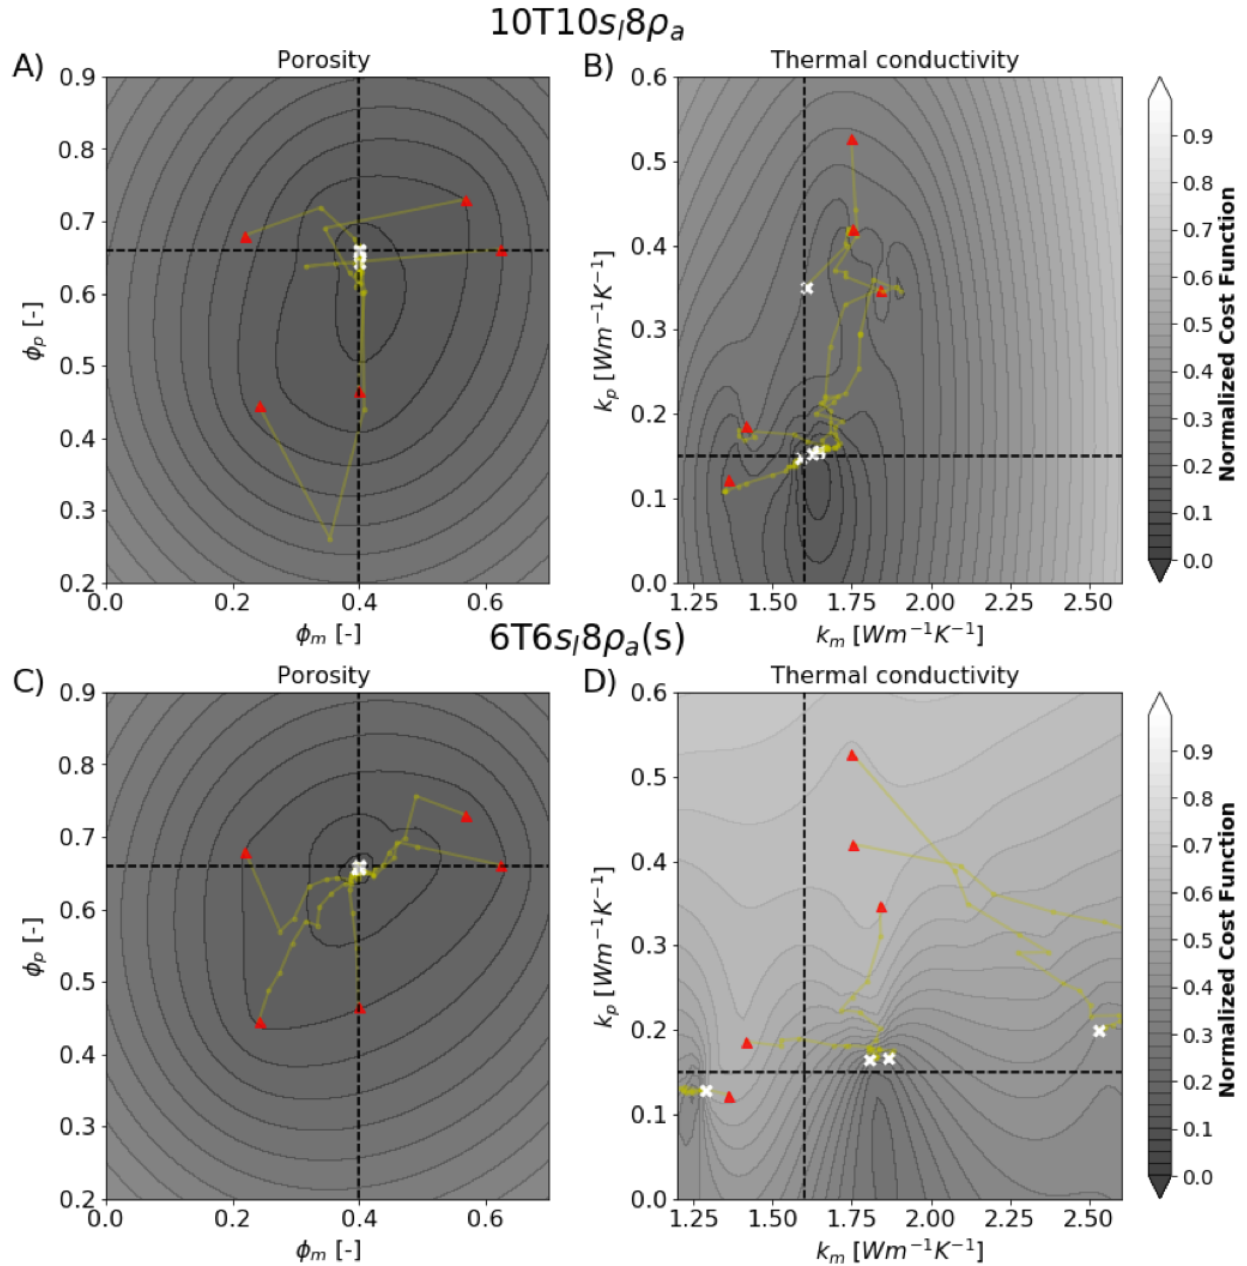 10T10s_l8ρ_a
A)
Porosity
0.9
0.8
0.7
0.6
0.5
0.4
0.3
0.2
ϕ_p [-]
0.0 0.2 0.4 0.6
ϕ_m [-]
B)
Thermal conductivity
0.6
0.5
0.4
0.3
0.2
0.1
0.0
k_p [Wm⁻¹K⁻¹]
1.25 1.50 1.75 2.00 2.25 2.50
k_m [Wm⁻¹K⁻¹]
0.9
0.8
0.7
0.6
0.5
0.4
0.3
0.2
0.1
0.0
Normalized Cost Function
6T6s_l8ρ_a(s)
C)
Porosity
0.9
0.8
0.7
0.6
0.5
0.4
0.3
0.2
ϕ_p [-]
0.0 0.2 0.4 0.6
ϕ_m [-]
D)
Thermal conductivity
0.6
0.5
0.4
0.3
0.2
0.1
0.0
k_p [Wm⁻¹K⁻¹]
1.25 1.50 1.75 2.00 2.25 2.50
k_m [Wm⁻¹K⁻¹]
0.9
0.8
0.7
0.6
0.5
0.4
0.3
0.2
0.1
0.0
Normalized Cost Function